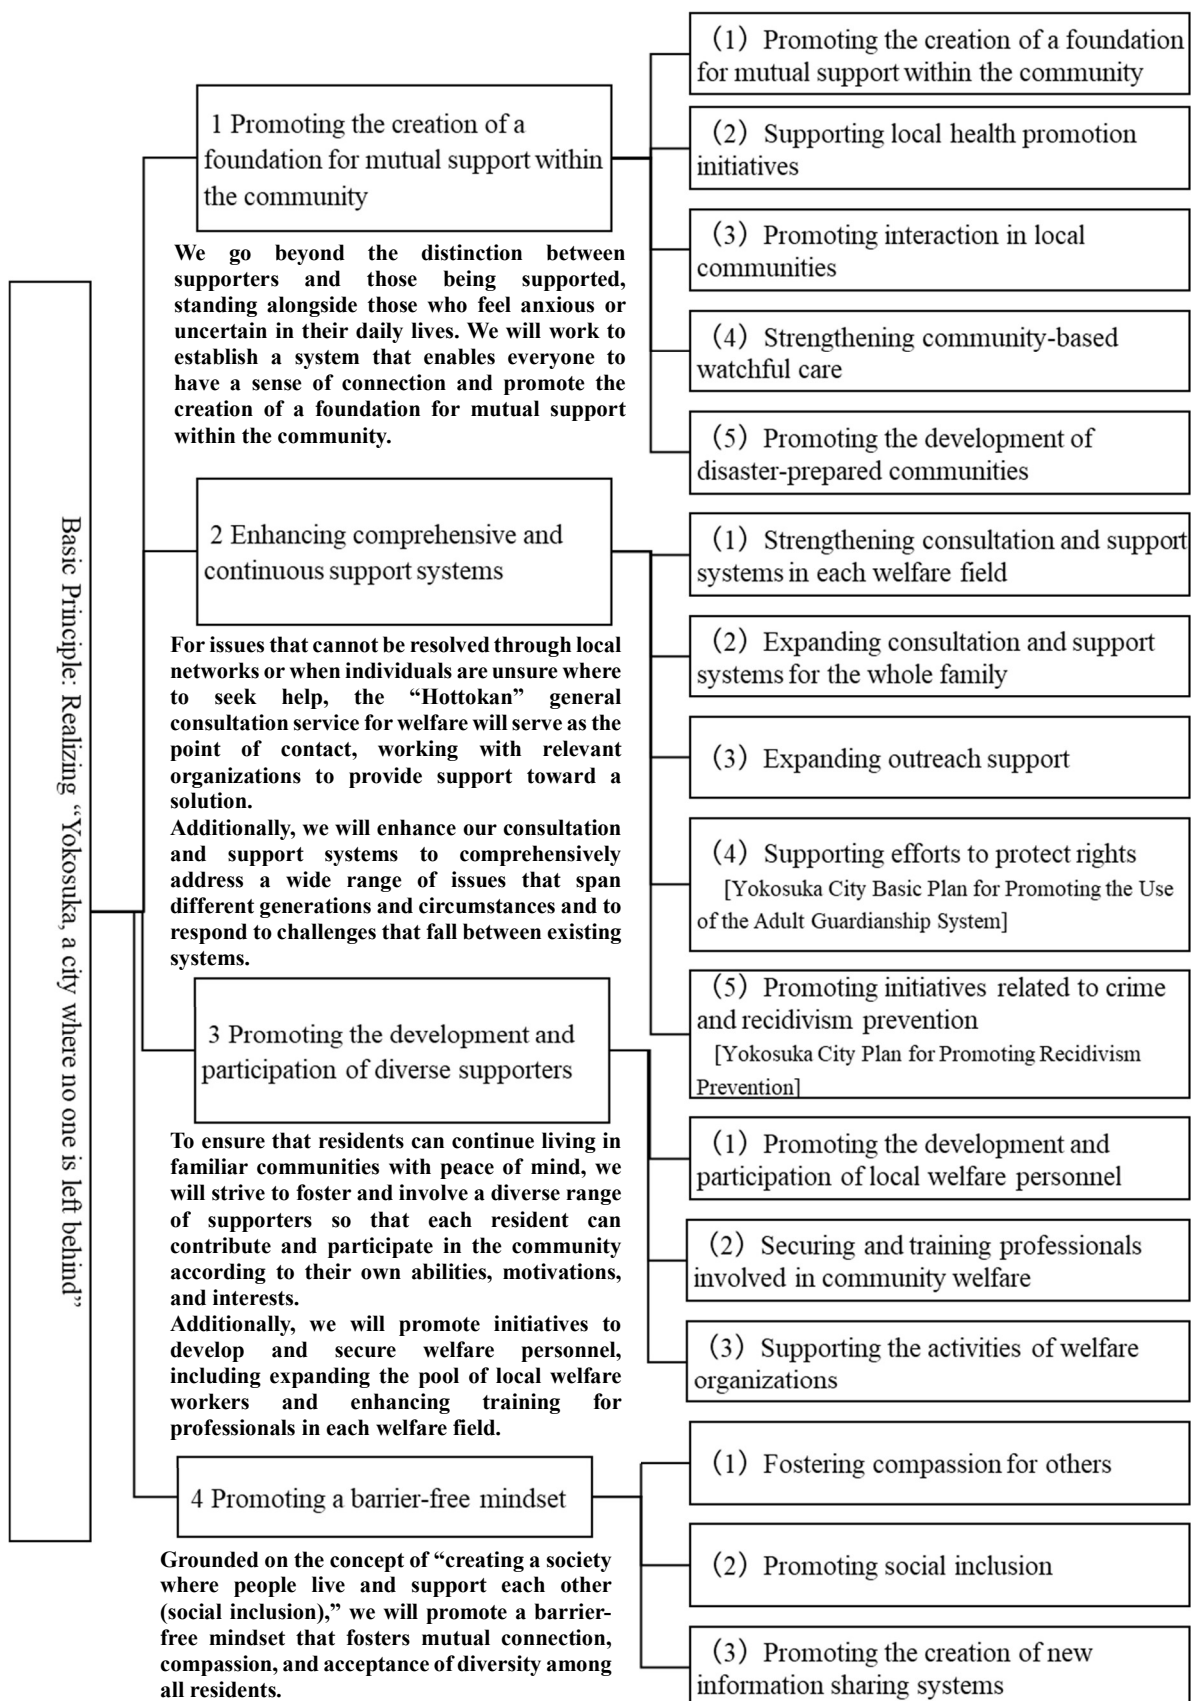 Basic Principle: Realizing “Yokosuka, a city where no one is left behind”
1 Promoting the creation of a
foundation for mutual support within
the community
We go beyond the distinction between
supporters and those being supported,
standing alongside those who feel anxious or
uncertain in their daily lives. We will work to
establish a system that enables everyone to
have a sense of connection and promote the
creation of a foundation for mutual support
within the community.
（1）Promoting the creation of a foundation
for mutual support within the community
（2）Supporting local health promotion
initiatives
（3）Promoting interaction in local
communities
（4）Strengthening community-based
watchful care
（5）Promoting the development of
disaster-prepared communities
2 Enhancing comprehensive and
continuous support systems
For issues that cannot be resolved through local
networks or when individuals are unsure where
to seek help, the “Hottokan” general
consultation service for welfare will serve as the
point of contact, working with relevant
organizations to provide support toward a
solution.
Additionally, we will enhance our consultation
and support systems to comprehensively
address a wide range of issues that span
different generations and circumstances and to
respond to challenges that fall between existing
systems.
（1）Strengthening consultation and support
systems in each welfare field
（2）Expanding consultation and support
systems for the whole family
（3）Expanding outreach support
（4）Supporting efforts to protect rights
[Yokosuka City Basic Plan for Promoting the Use
of the Adult Guardianship System]
（5）Promoting initiatives related to crime
and recidivism prevention
[Yokosuka City Plan for Promoting Recidivism
Prevention]
3 Promoting the development and
participation of diverse supporters
To ensure that residents can continue living in
familiar communities with peace of mind, we
will strive to foster and involve a diverse range
of supporters so that each resident can
contribute and participate in the community
according to their own abilities, motivations,
and interests.
Additionally, we will promote initiatives to
develop and secure welfare personnel,
including expanding the pool of local welfare
workers and enhancing training for
professionals in each welfare field.
（1）Promoting the development and
participation of local welfare personnel
（2）Securing and training professionals
involved in community welfare
（3）Supporting the activities of welfare
organizations
4 Promoting a barrier-free mindset
Grounded on the concept of “creating a society
where people live and support each other
(social inclusion),” we will promote a barrier-
free mindset that fosters mutual connection,
compassion, and acceptance of diversity among
all residents.
（1）Fostering compassion for others
（2）Promoting social inclusion
（3）Promoting the creation of new
information sharing systems